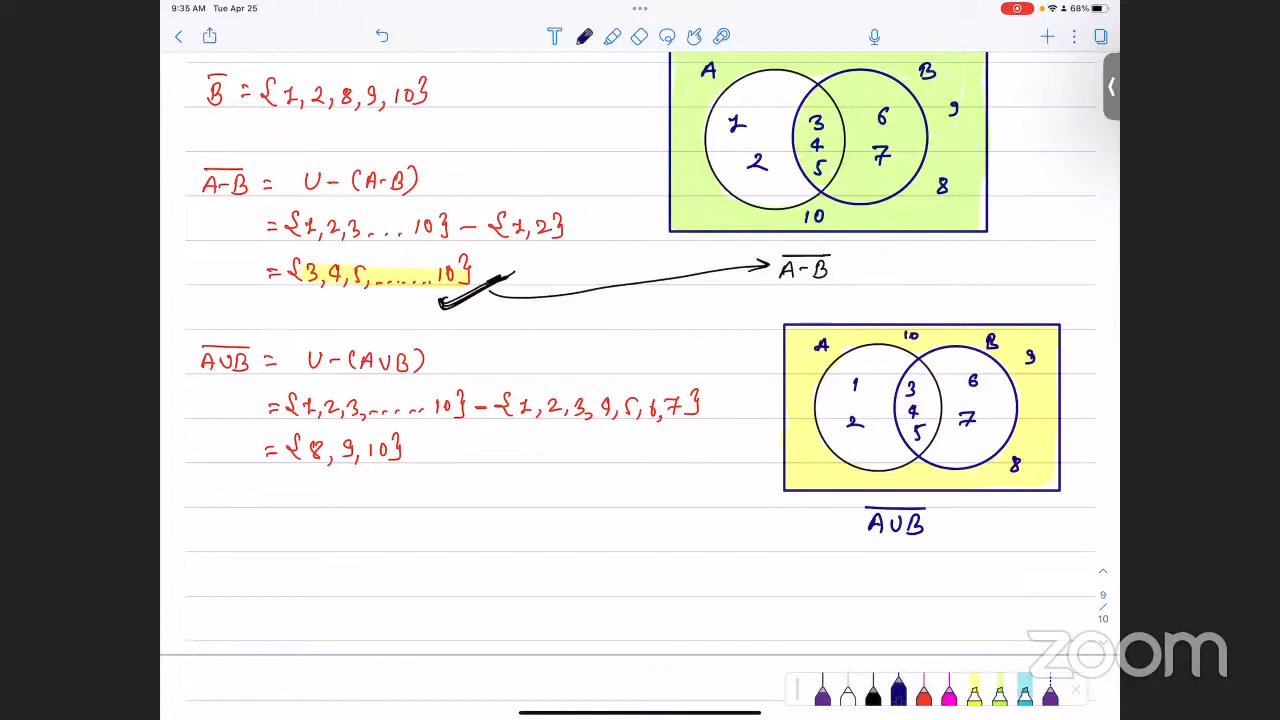 9:35 AM Tue Apr 25
68%
B̅ = {1, 2, 8, 9, 10}
A B
1 3 6 9
4
2 5 7
8
10
A̅-̅B̅ = U - (A-B)
= {1, 2, 3 ... 10} - {1, 2}
= {3, 4, 5, ...... 10}
A̅-̅B̅
A̅∪̅B̅ = U - (A∪B)
= {1, 2, 3, ...... 10} - {1, 2, 3, 4, 5, 6, 7}
= {8, 9, 10}
A 10 B 9
1 3 6
4
2 5 7
8
A̅∪̅B̅
9
/
10
zoom